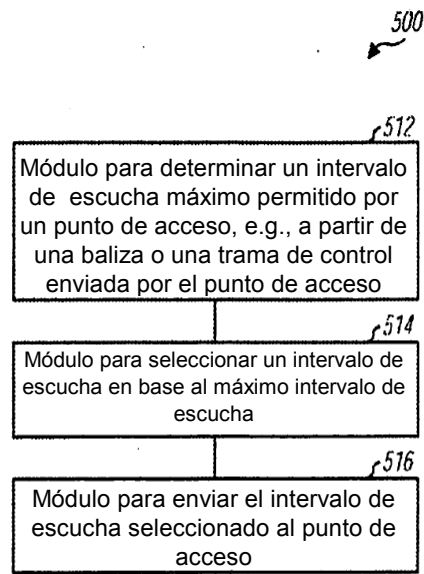 500
512
Módulo para determinar un intervalo
de escucha máximo permitido por
un punto de acceso, e.g., a partir de
una baliza o una trama de control
enviada por el punto de acceso
514
Módulo para seleccionar un intervalo de
escucha en base al máximo intervalo de
escucha
516
Módulo para enviar el intervalo de
escucha seleccionado al punto de
acceso